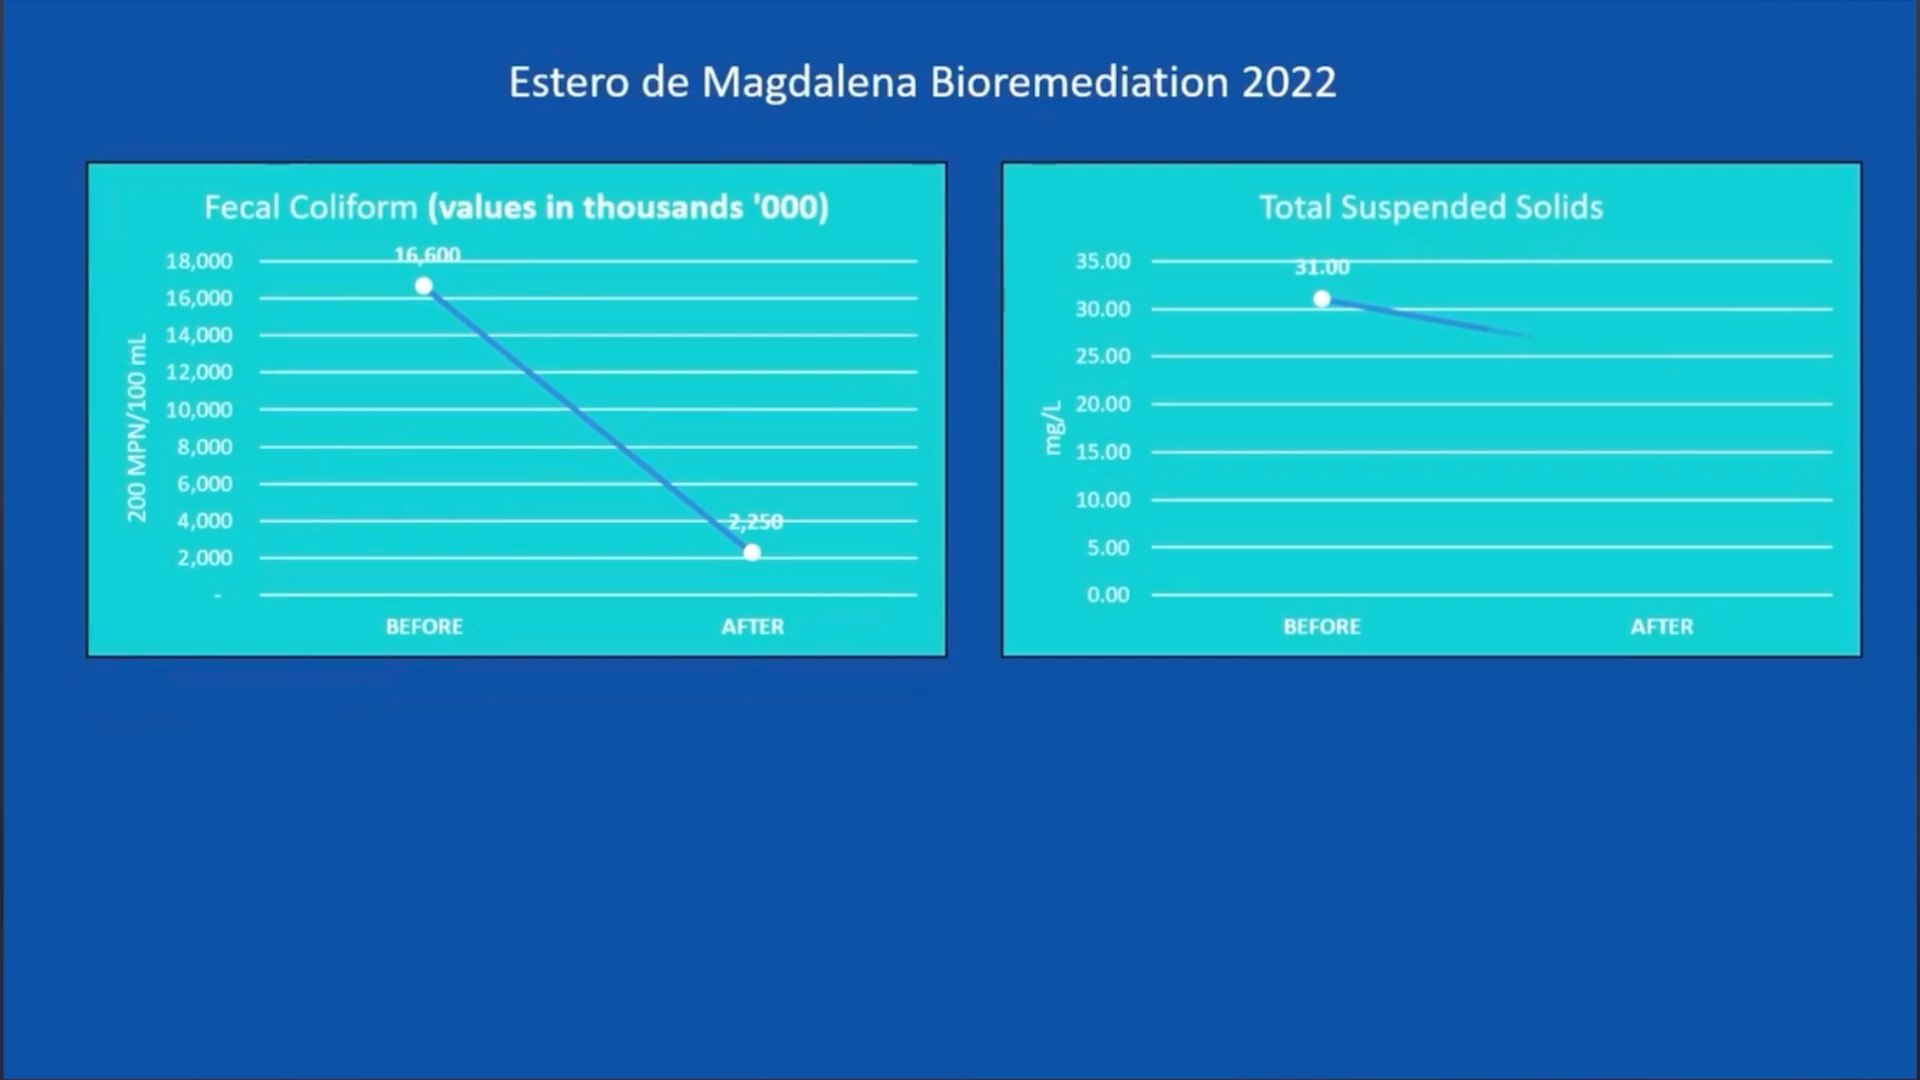 Estero de Magdalena Bioremediation 2022
Fecal Coliform (values in thousands '000)
16,600
18,000
16,000
14,000
12,000
10,000
8,000
6,000
4,000
2,000
-
200 MPN/100 mL
2,250
BEFORE
AFTER
Total Suspended Solids
31.00
35.00
30.00
25.00
20.00
15.00
10.00
5.00
0.00
mg/L
BEFORE
AFTER